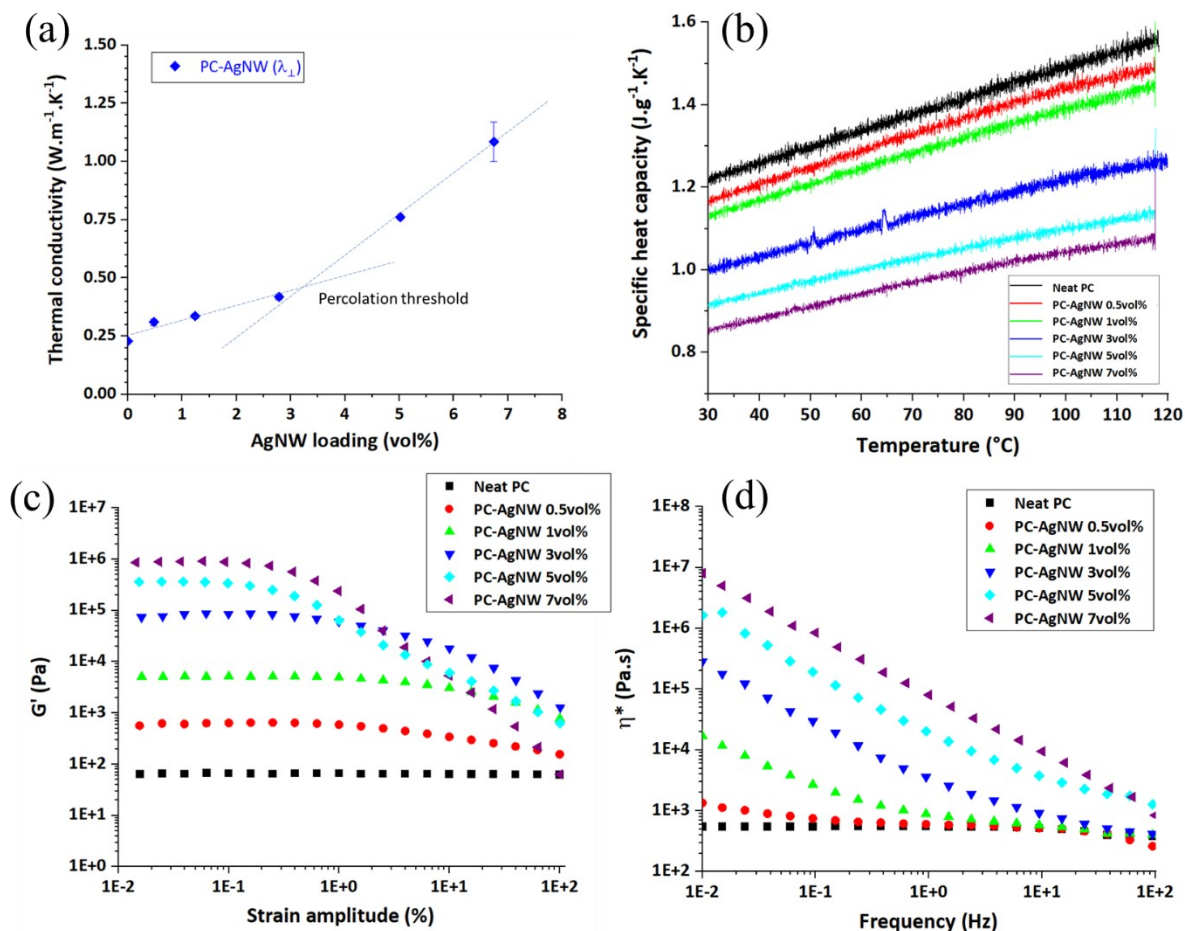 (a)
Thermal conductivity (W.m⁻¹.K⁻¹)
1.50
1.25
1.00
0.75
0.50
0.25
0.00
PC-AgNW (λ⊥)
Percolation threshold
0 1 2 3 4 5 6 7 8
AgNW loading (vol%)
(b)
Specific heat capacity (J.g⁻¹.K⁻¹)
1.6
1.4
1.2
1.0
0.8
Neat PC
PC-AgNW 0.5vol%
PC-AgNW 1vol%
PC-AgNW 3vol%
PC-AgNW 5vol%
PC-AgNW 7vol%
30 40 50 60 70 80 90 100 110 120
Temperature (°C)
(c)
G' (Pa)
1E+7
1E+6
1E+5
1E+4
1E+3
1E+2
1E+1
1E+0
Neat PC
PC-AgNW 0.5vol%
PC-AgNW 1vol%
PC-AgNW 3vol%
PC-AgNW 5vol%
PC-AgNW 7vol%
1E-2 1E-1 1E+0 1E+1 1E+2
Strain amplitude (%)
(d)
η* (Pa.s)
1E+8
1E+7
1E+6
1E+5
1E+4
1E+3
1E+2
Neat PC
PC-AgNW 0.5vol%
PC-AgNW 1vol%
PC-AgNW 3vol%
PC-AgNW 5vol%
PC-AgNW 7vol%
1E-2 1E-1 1E+0 1E+1 1E+2
Frequency (Hz)